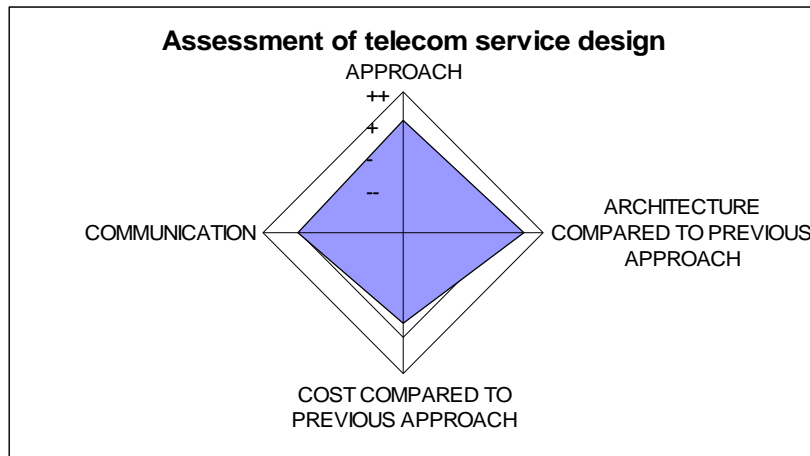 Assessment of telecom service design
APPROACH
++
+
-
--
COMMUNICATION
ARCHITECTURE
COMPARED TO PREVIOUS
APPROACH
COST COMPARED TO
PREVIOUS APPROACH